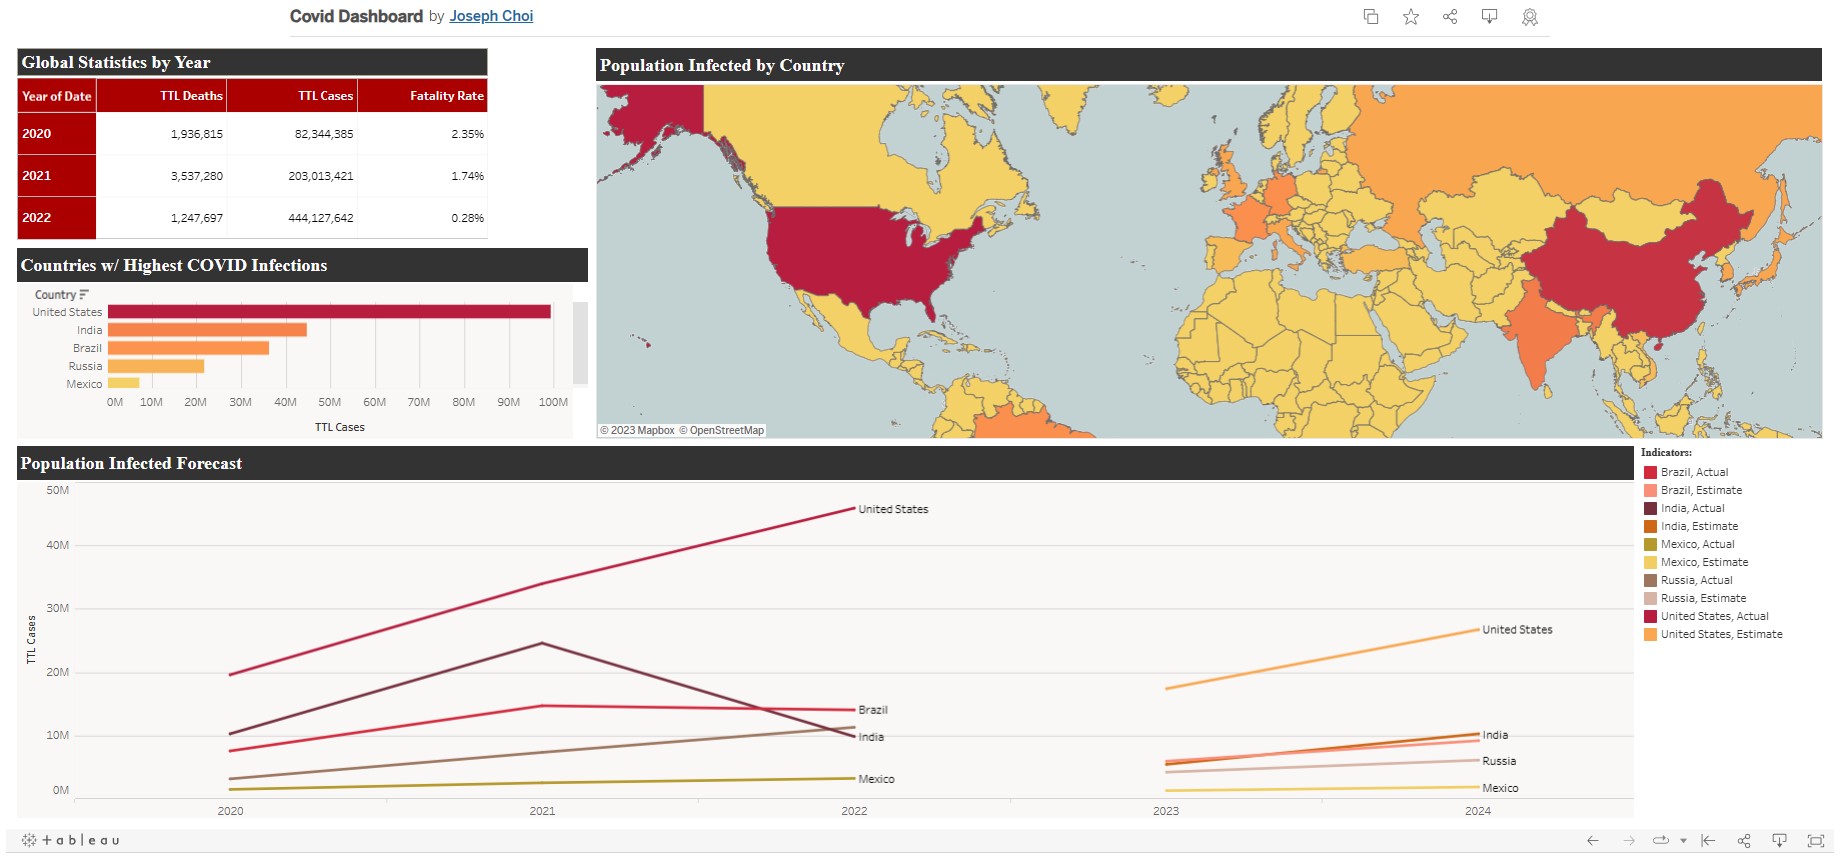 Covid Dashboard by Joseph Choi
Global Statistics by Year
Year of Date TTL Deaths TTL Cases Fatality Rate
2020 1,936,815 82,344,385 2.35%
2021 3,537,280 203,013,421 1.74%
2022 1,247,697 444,127,642 0.28%
Countries w/ Highest COVID Infections
Country
United States
India
Brazil
Russia
Mexico
0M 10M 20M 30M 40M 50M 60M 70M 80M 90M 100M
TTL Cases
Population Infected by Country
© 2023 Mapbox © OpenStreetMap
Population Infected Forecast
50M
40M
30M
20M
10M
0M
TTL Cases
United States
Brazil
India
Mexico
United States
India
Russia
Mexico
2020 2021 2022 2023 2024
Indicators:
Brazil, Actual
Brazil, Estimate
India, Actual
India, Estimate
Mexico, Actual
Mexico, Estimate
Russia, Actual
Russia, Estimate
United States, Actual
United States, Estimate
+ableau